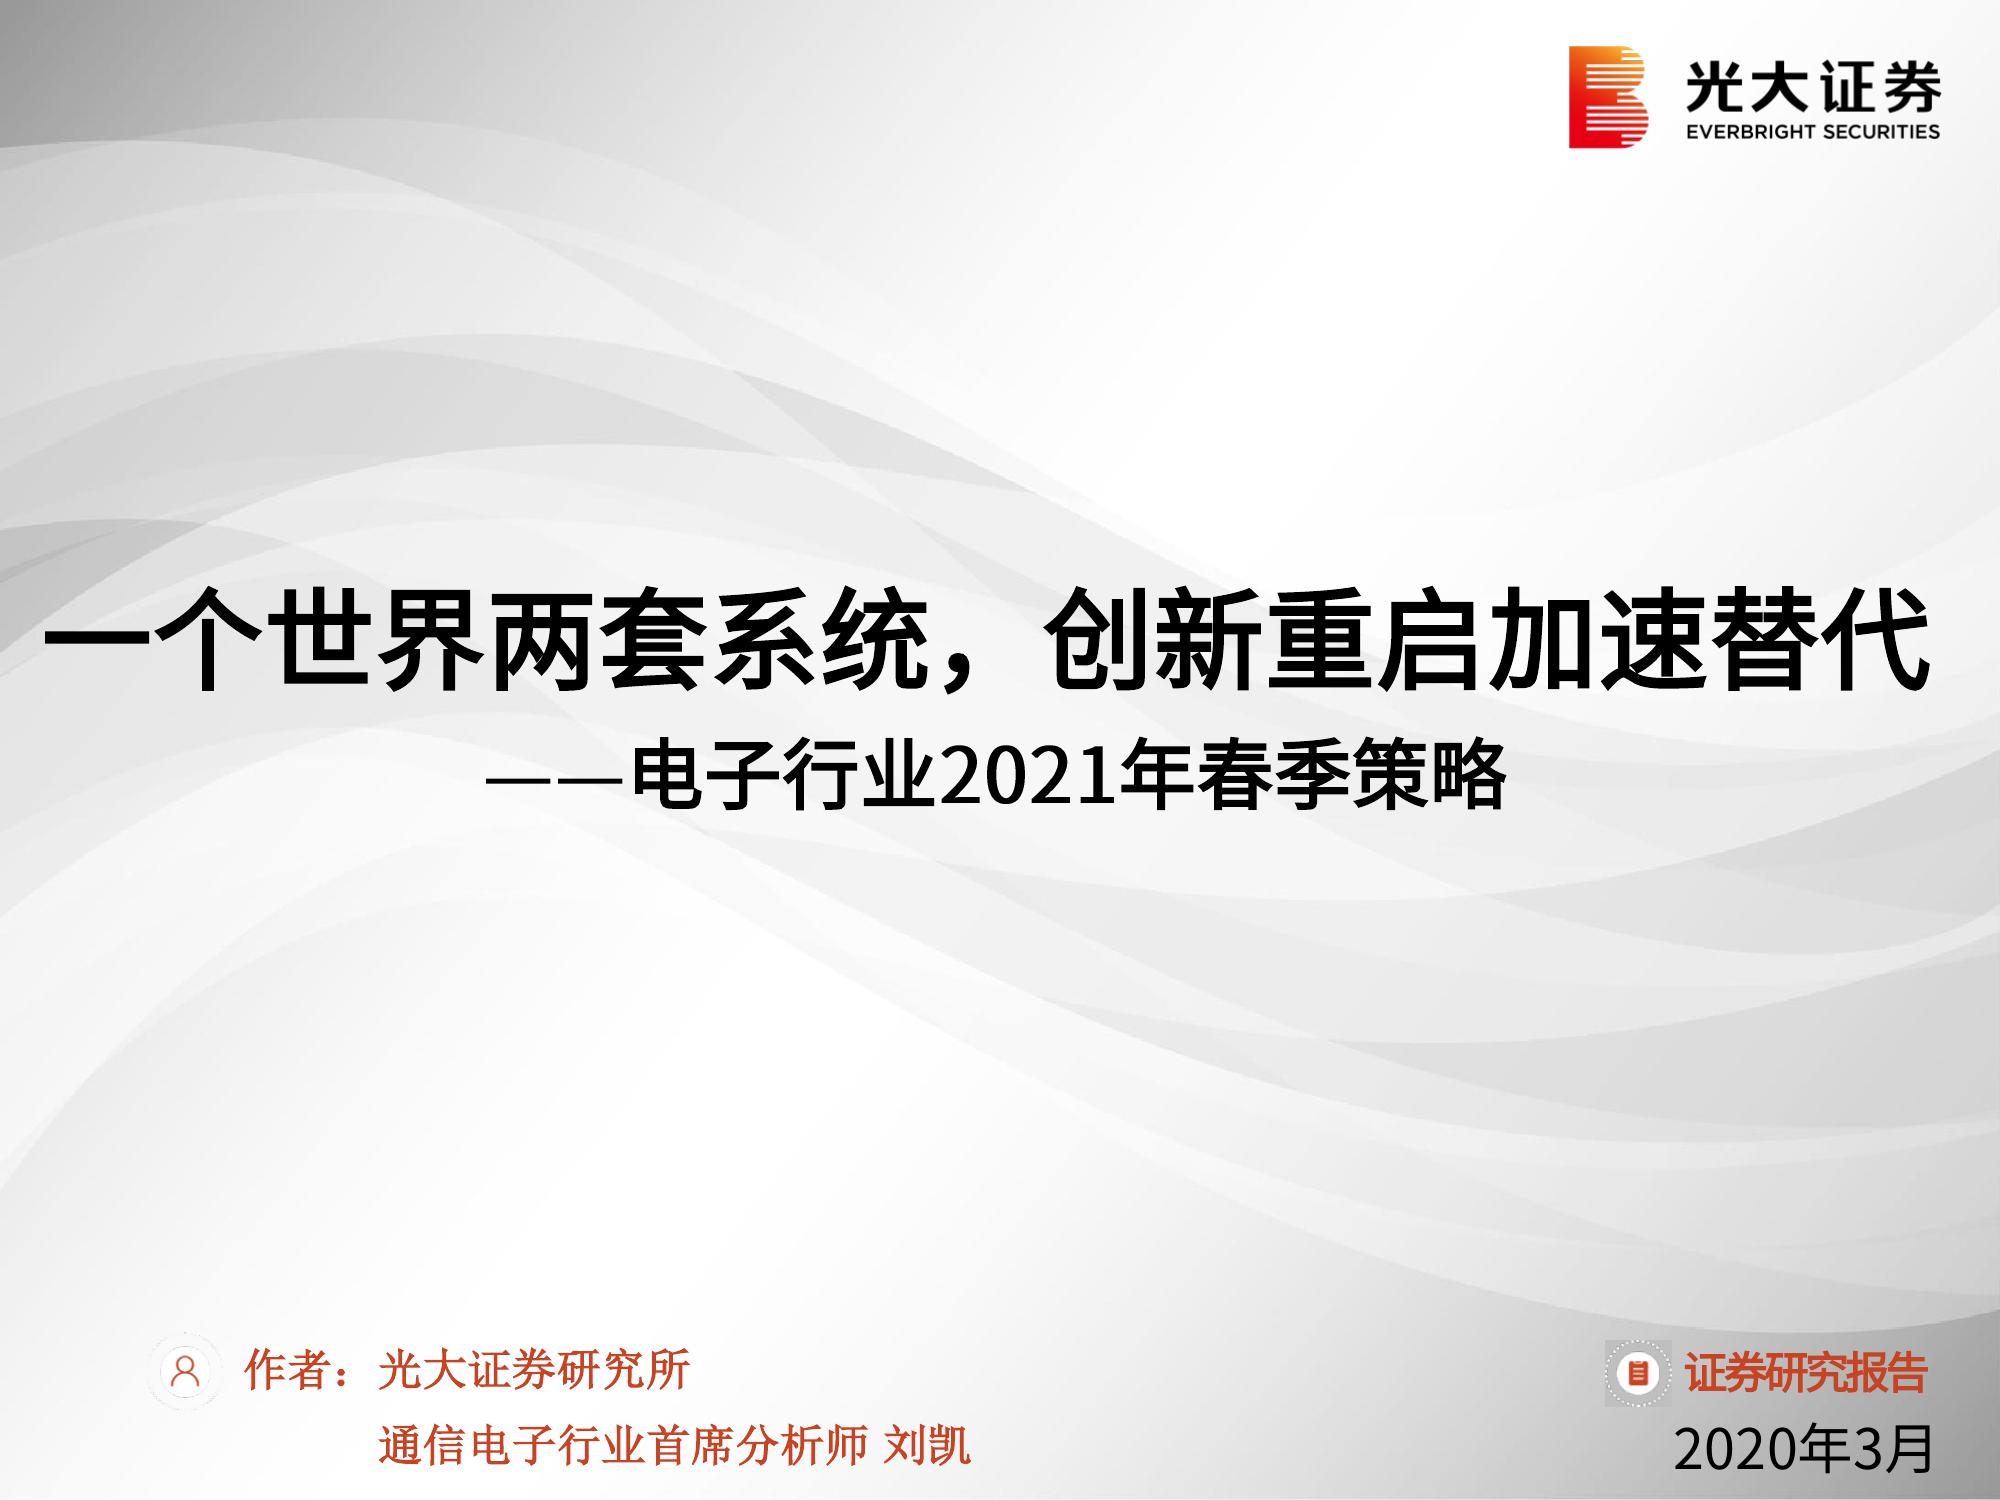 光大证券
EVERBRIGHT SECURITIES
一个世界两套系统，创新重启加速替代
——电子行业2021年春季策略
作者：光大证券研究所
通信电子行业首席分析师 刘凯
证券研究报告
2020年3月